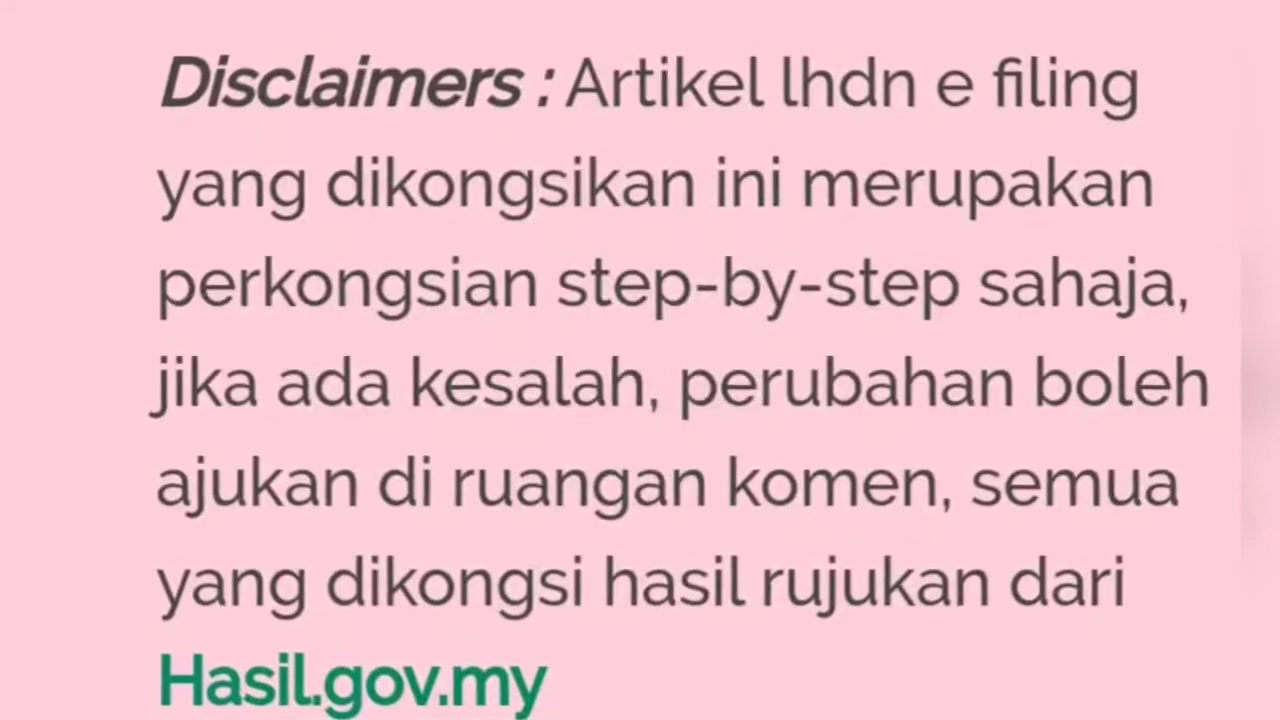 Disclaimers : Artikel lhdn e filing
yang dikongsikan ini merupakan
perkongsian step-by-step sahaja,
jika ada kesalah, perubahan boleh
ajukan di ruangan komen, semua
yang dikongsi hasil rujukan dari
Hasil.gov.my